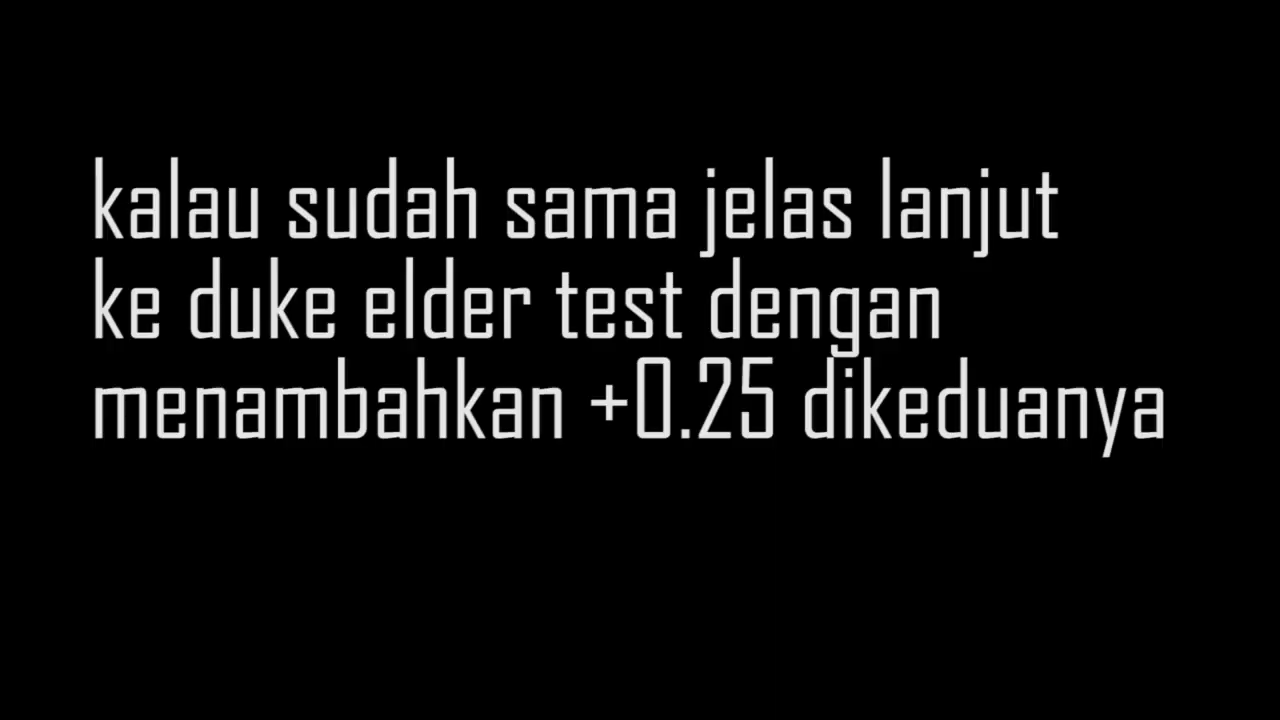 kalau sudah sama jelas lanjut
ke duke elder test dengan
menambahkan +0.25 dikeduanya